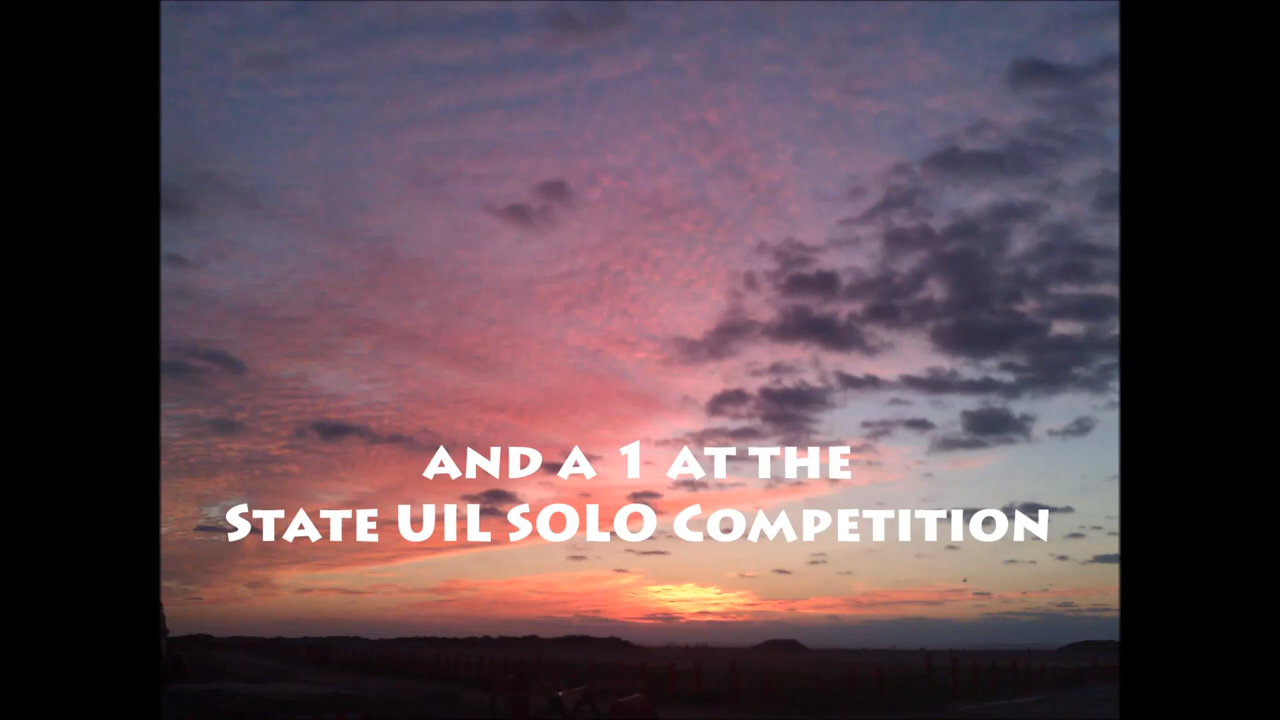 AND A 1 AT THE
STATE UIL SOLO COMPETITION